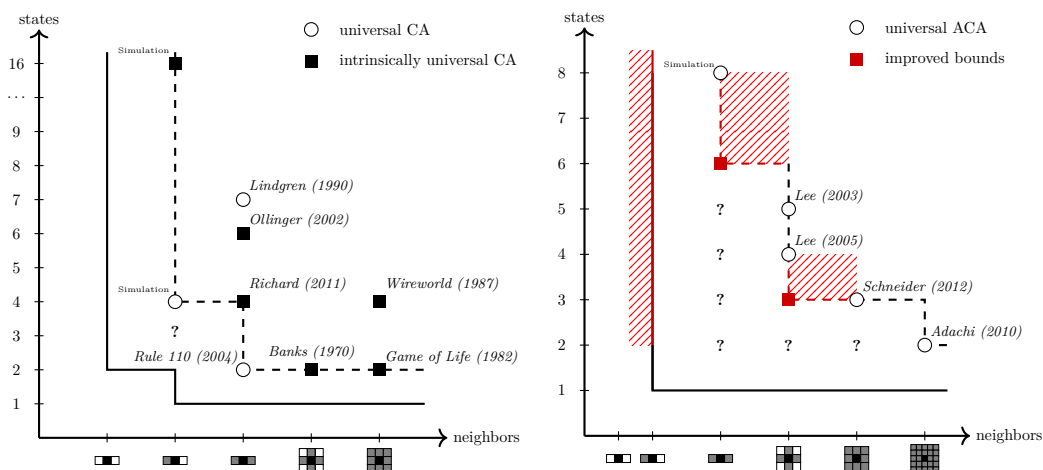 states
universal CA
intrinsically universal CA
16
Simulation
· · ·
9
8
7
Lindgren (1990)
6
Ollinger (2002)
5
4
Simulation
Richard (2011)
Wireworld (1987)
3
?
2
Rule 110 (2004)
Banks (1970)
Game of Life (1982)
1
neighbors
states
universal ACA
improved bounds
8
Simulation
7
6
5
?
Lee (2003)
4
?
Lee (2005)
3
?
Schneider (2012)
2
? ? ?
Adachi (2010)
1
neighbors